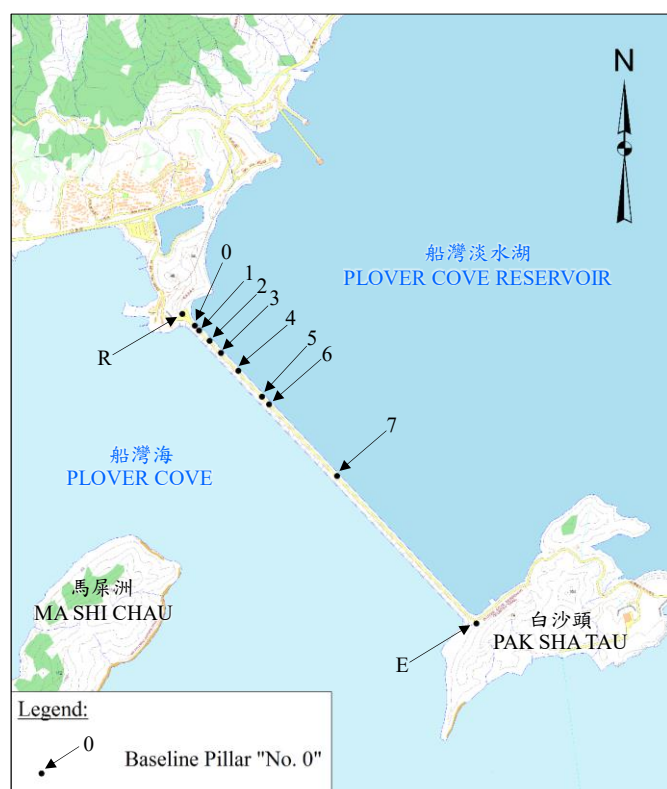 N
船灣淡水湖
PLOVER COVE RESERVOIR
0
1
2
3
4
5
6
R
7
船灣海
PLOVER COVE
馬屎洲
MA SHI CHAU
白沙頭
PAK SHA TAU
E
Legend:
0
Baseline Pillar "No. 0"